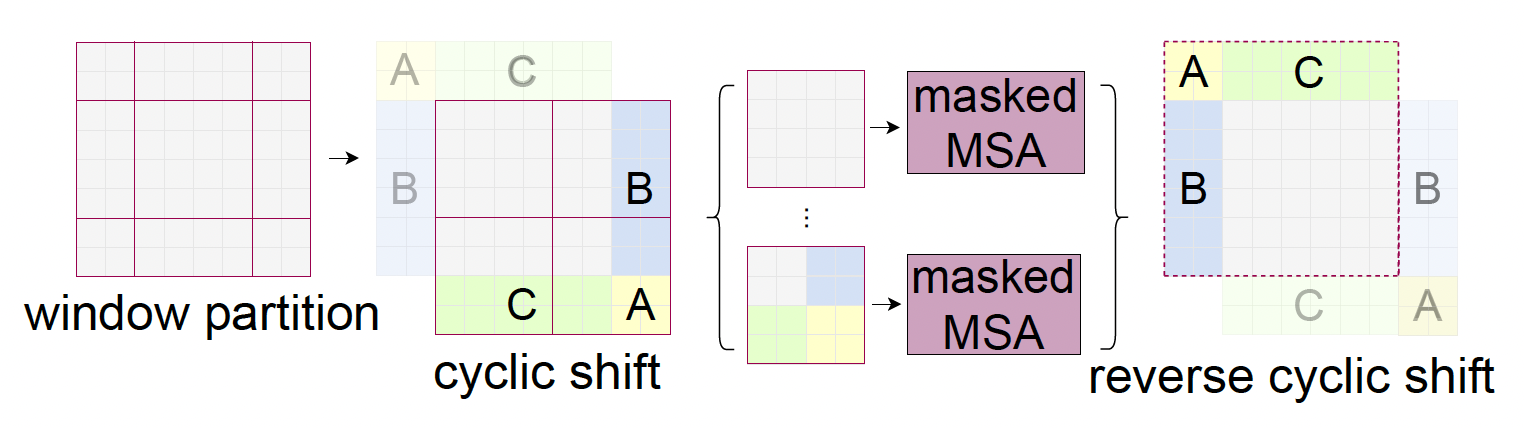 A
C
B
B
C
A
window partition
cyclic shift
masked
MSA
⋮
masked
MSA
A
C
B
B
C
A
reverse cyclic shift